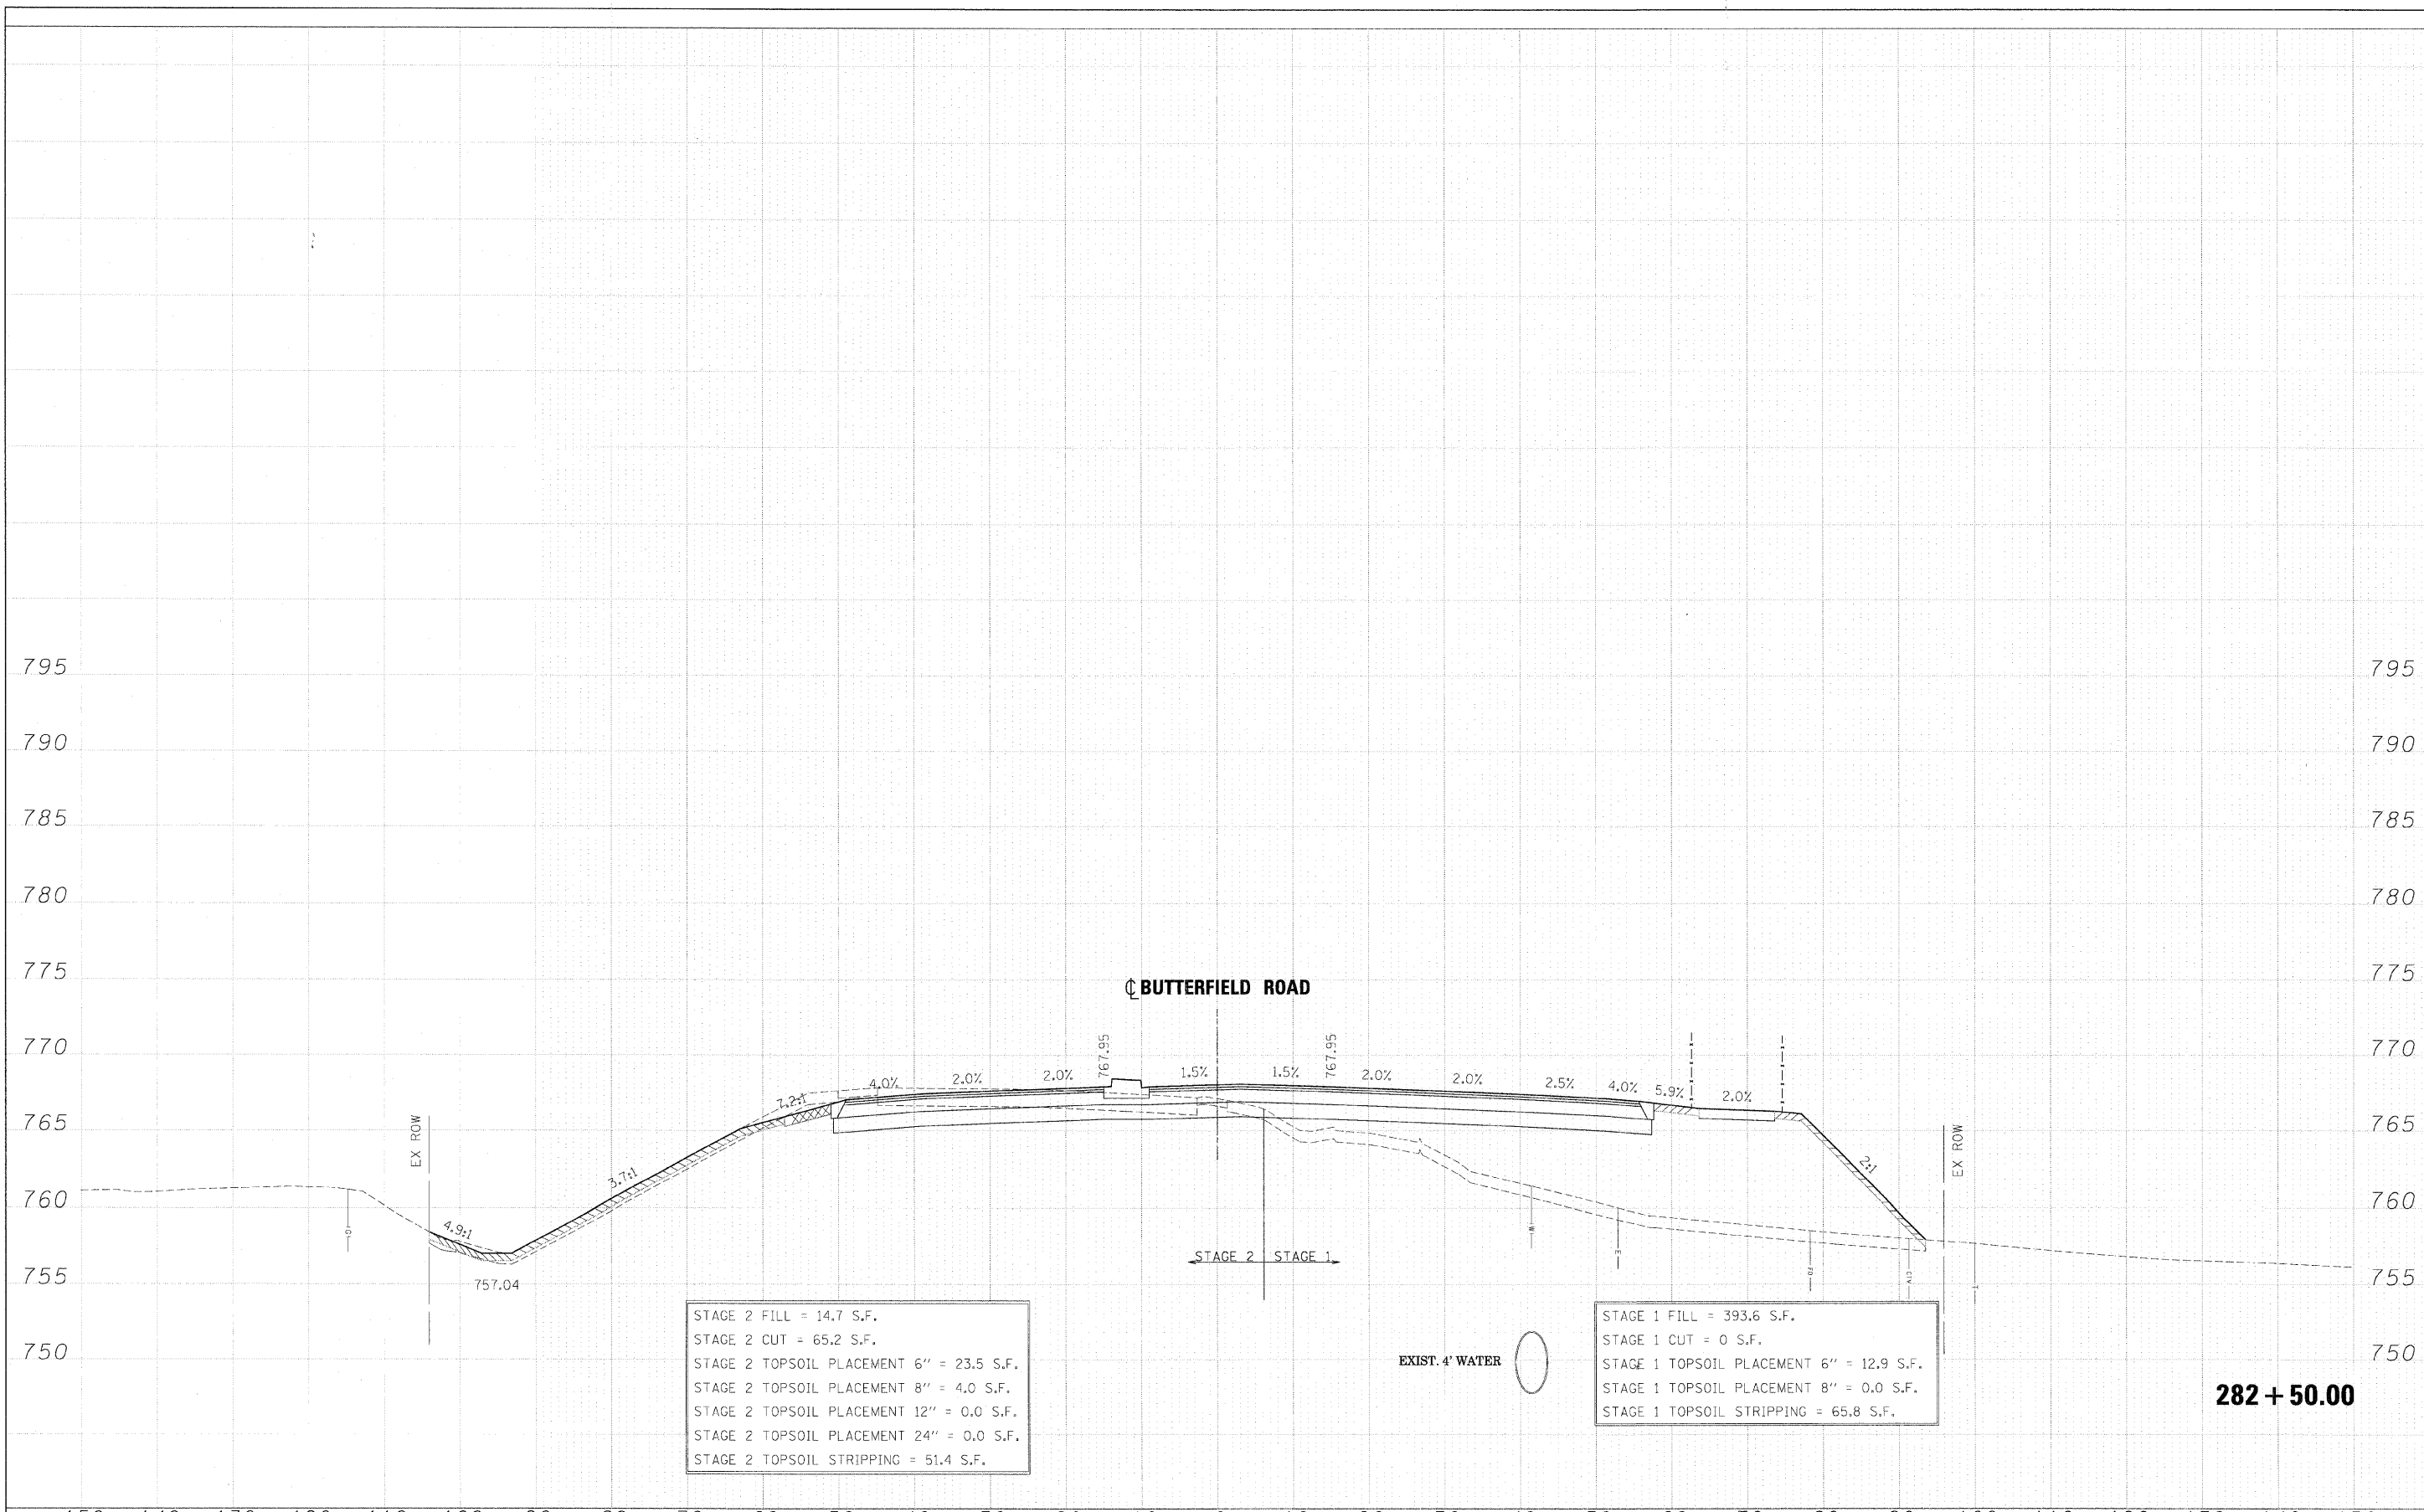 795 795
790 790
785 785
780 780
775 775
℄ BUTTERFIELD ROAD
770 770
767.95 767.95
4.0% 2.0% 2.0% 1.5% 1.5% 2.0% 2.0% 2.5% 4.0% 5.9% 2.0%
7.2:1
765 765
EX ROW EX ROW
3.7:1 2:1
760 760
4.9:1
-W-
-E-
STAGE 2 STAGE 1
755 755
757.04
STAGE 2 FILL = 14.7 S.F.
STAGE 2 CUT = 65.2 S.F.
STAGE 2 TOPSOIL PLACEMENT 6" = 23.5 S.F.
STAGE 2 TOPSOIL PLACEMENT 8" = 4.0 S.F.
STAGE 2 TOPSOIL PLACEMENT 12" = 0.0 S.F.
STAGE 2 TOPSOIL PLACEMENT 24" = 0.0 S.F.
STAGE 2 TOPSOIL STRIPPING = 51.4 S.F.
STAGE 1 FILL = 393.6 S.F.
STAGE 1 CUT = 0 S.F.
STAGE 1 TOPSOIL PLACEMENT 6" = 12.9 S.F.
STAGE 1 TOPSOIL PLACEMENT 8" = 0.0 S.F.
STAGE 1 TOPSOIL STRIPPING = 65.8 S.F.
750 750
EXIST. 4' WATER
282+50.00